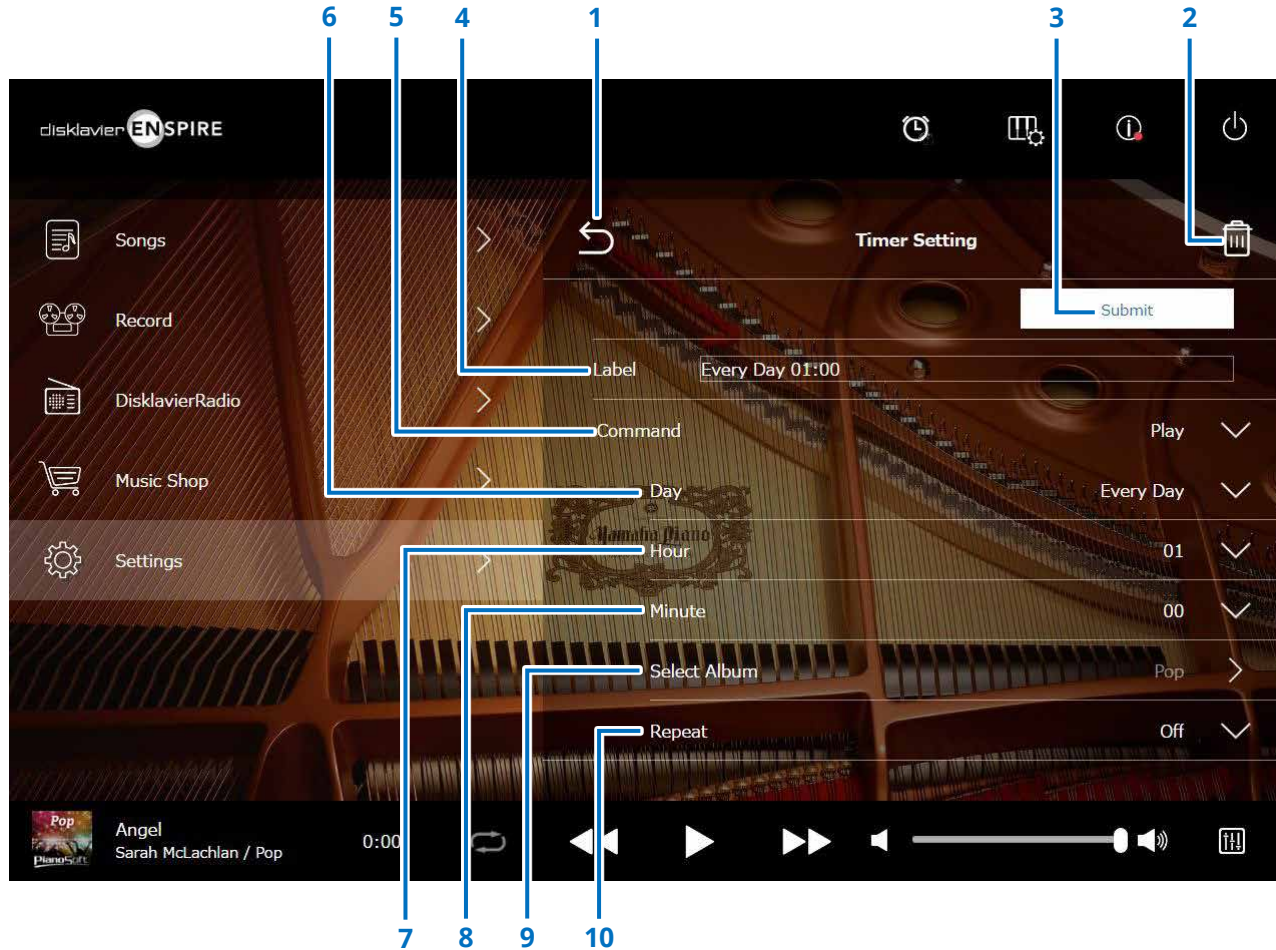 6 5 4 1 3 2
disklavier ENSPIRE
Songs
Record
DisklavierRadio
Music Shop
Settings
Timer Setting
Submit
Label Every Day 01:00
Command Play
Day Every Day
Yamaha Piano
Hour 01
Minute 00
Select Album Pop
Repeat Off
Pop
PianoSoft
Angel
Sarah McLachlan / Pop
0:00
7 8 9 10